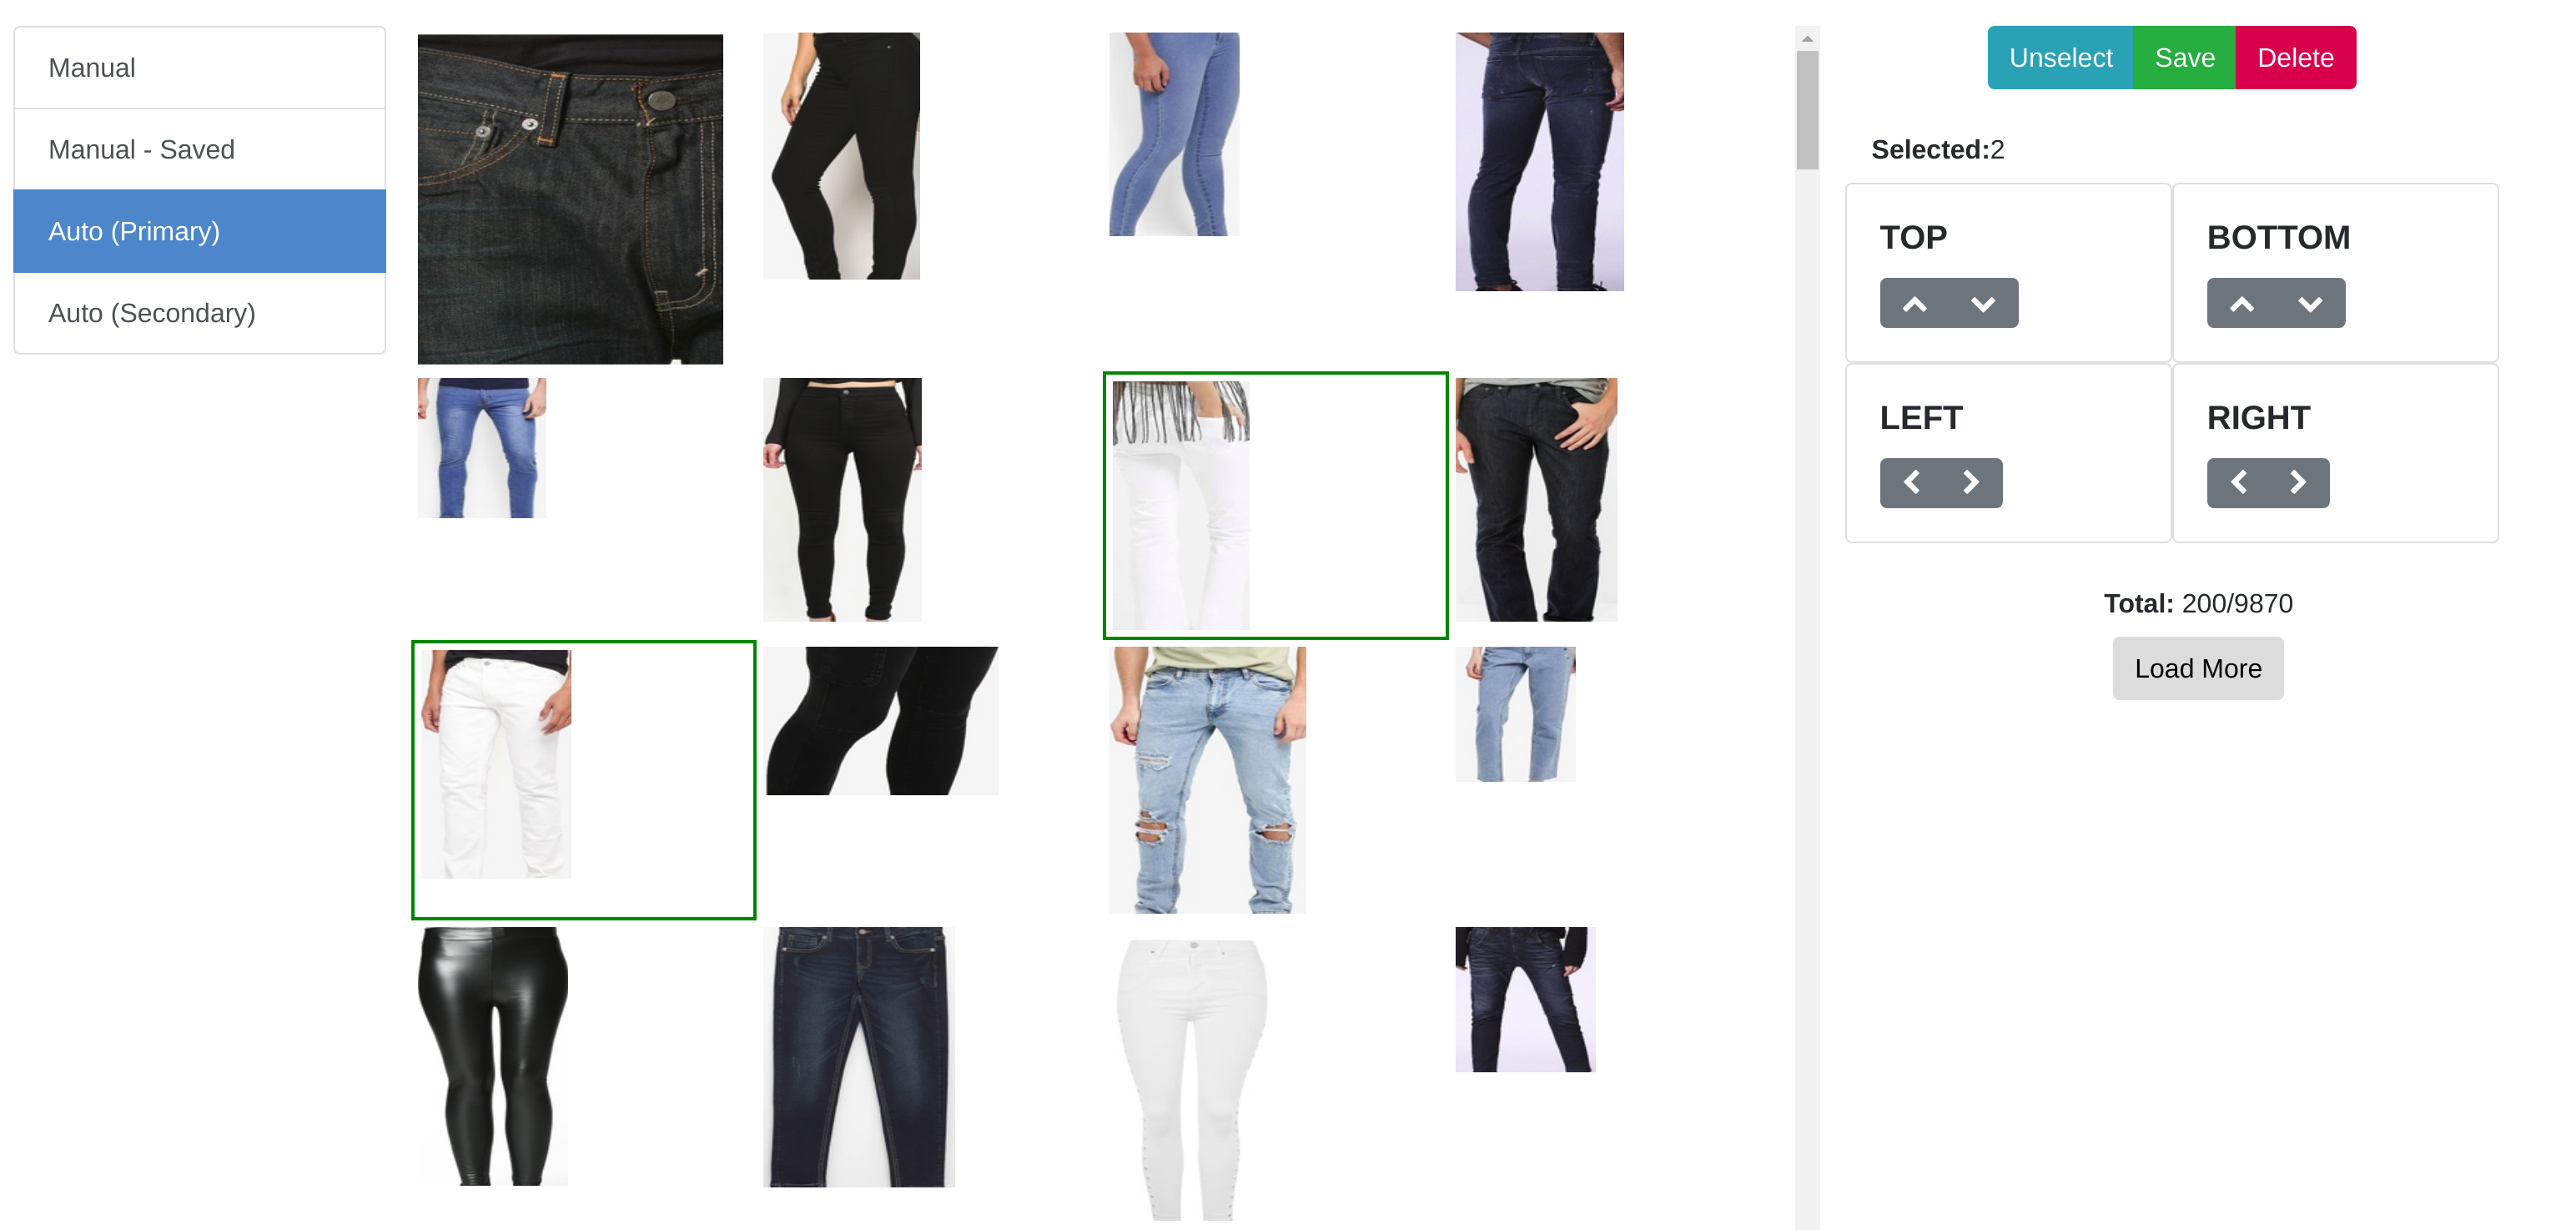 Manual
Manual - Saved
Auto (Primary)
Auto (Secondary)
Unselect Save Delete
Selected:2
TOP
BOTTOM
LEFT
RIGHT
Total: 200/9870
Load More